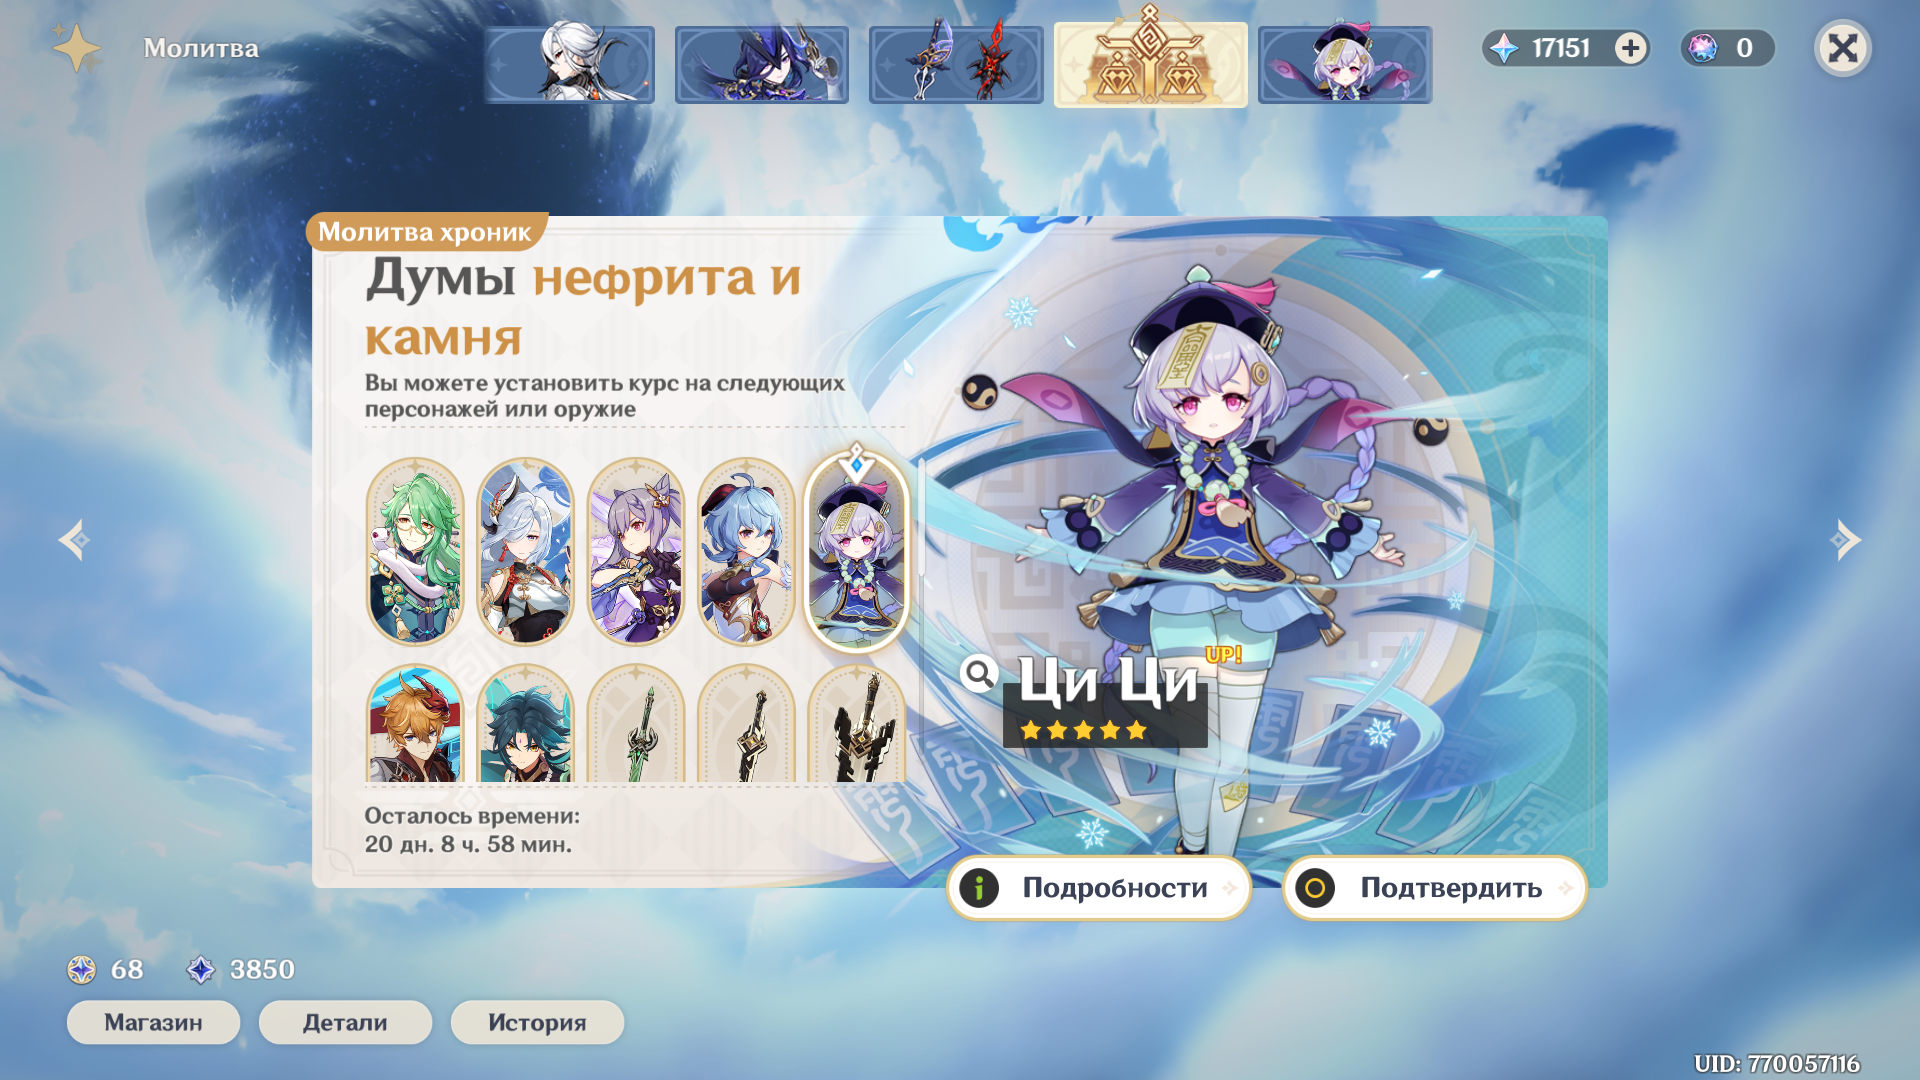 Молитва
17151
0
Молитва хроник
Думы нефрита и
камня
Вы можете установить курс на следующих
персонажей или оружие
UP!
Ци Ци
Осталось времени:
20 дн. 8 ч. 58 мин.
Подробности
Подтвердить
68
3850
Магазин
Детали
История
UID: 770057116